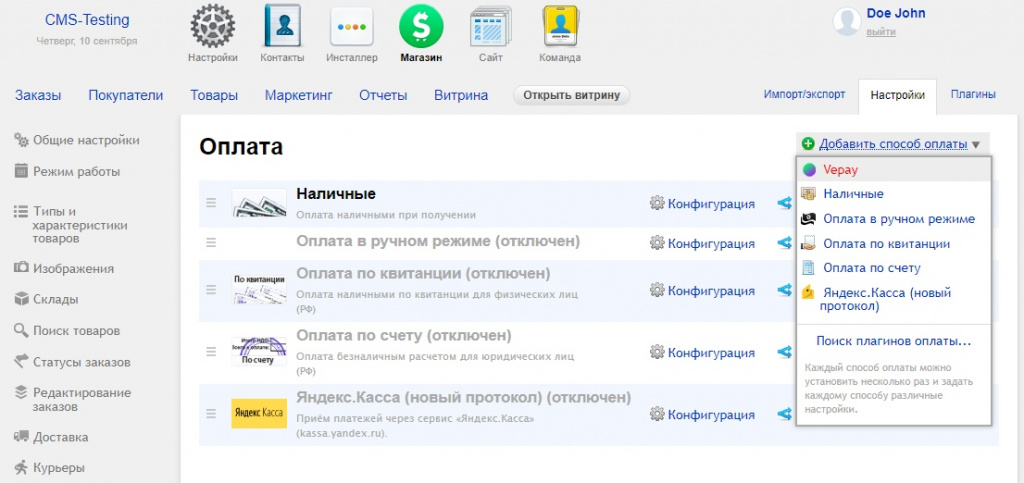 CMS-Testing
Четверг, 10 сентября
Настройки
Контакты
Инсталлер
Магазин
Сайт
Команда
Doe John
выйти
Заказы
Покупатели
Товары
Маркетинг
Отчеты
Витрина
Открыть витрину
Импорт/экспорт
Настройки
Плагины
Общие настройки
Режим работы
Типы и
характеристики
товаров
Изображения
Склады
Поиск товаров
Статусы заказов
Редактирование
заказов
Доставка
Курьеры
Оплата
Добавить способ оплаты
Наличные
Оплата наличными при получении
Конфигурация
Оплата в ручном режиме (отключен)
Конфигурация
По квитанции
Оплата по квитанции (отключен)
Оплата наличными по квитанции для физических лиц
(РФ)
Конфигурация
По счету
Оплата по счету (отключен)
Оплата безналичным расчетом для юридических лиц
(РФ)
Конфигурация
Яндекс Касса
Яндекс.Касса (новый протокол) (отключен)
Приём платежей через сервис «Яндекс.Касса»
(kassa.yandex.ru).
Конфигурация
Vepay
Наличные
Оплата в ручном режиме
Оплата по квитанции
Оплата по счету
Яндекс.Касса (новый
протокол)
Поиск плагинов оплаты...
Каждый способ оплаты можно
установить несколько раз и задать
каждому способу различные
настройки.